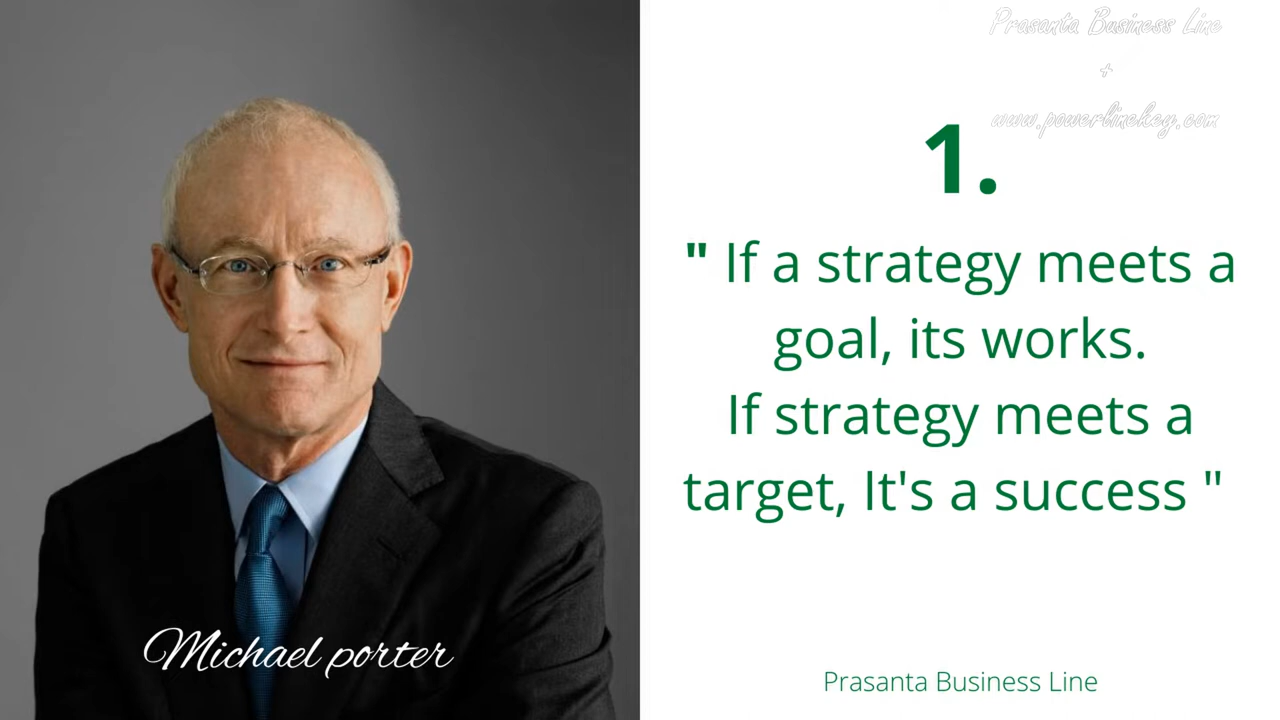 Prasanta Business Line
+
www.powerlinekey.com
1.
" If a strategy meets a
goal, its works.
If strategy meets a
target, It's a success "
Michael porter
Prasanta Business Line